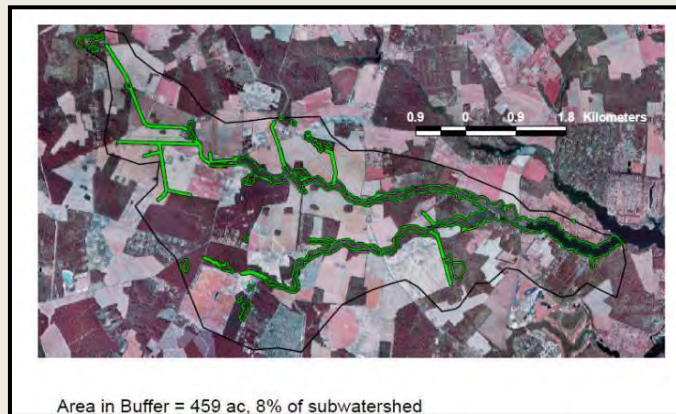 0.9 0 0.9 1.8 Kilometers
Area in Buffer = 459 ac, 8% of subwatershed